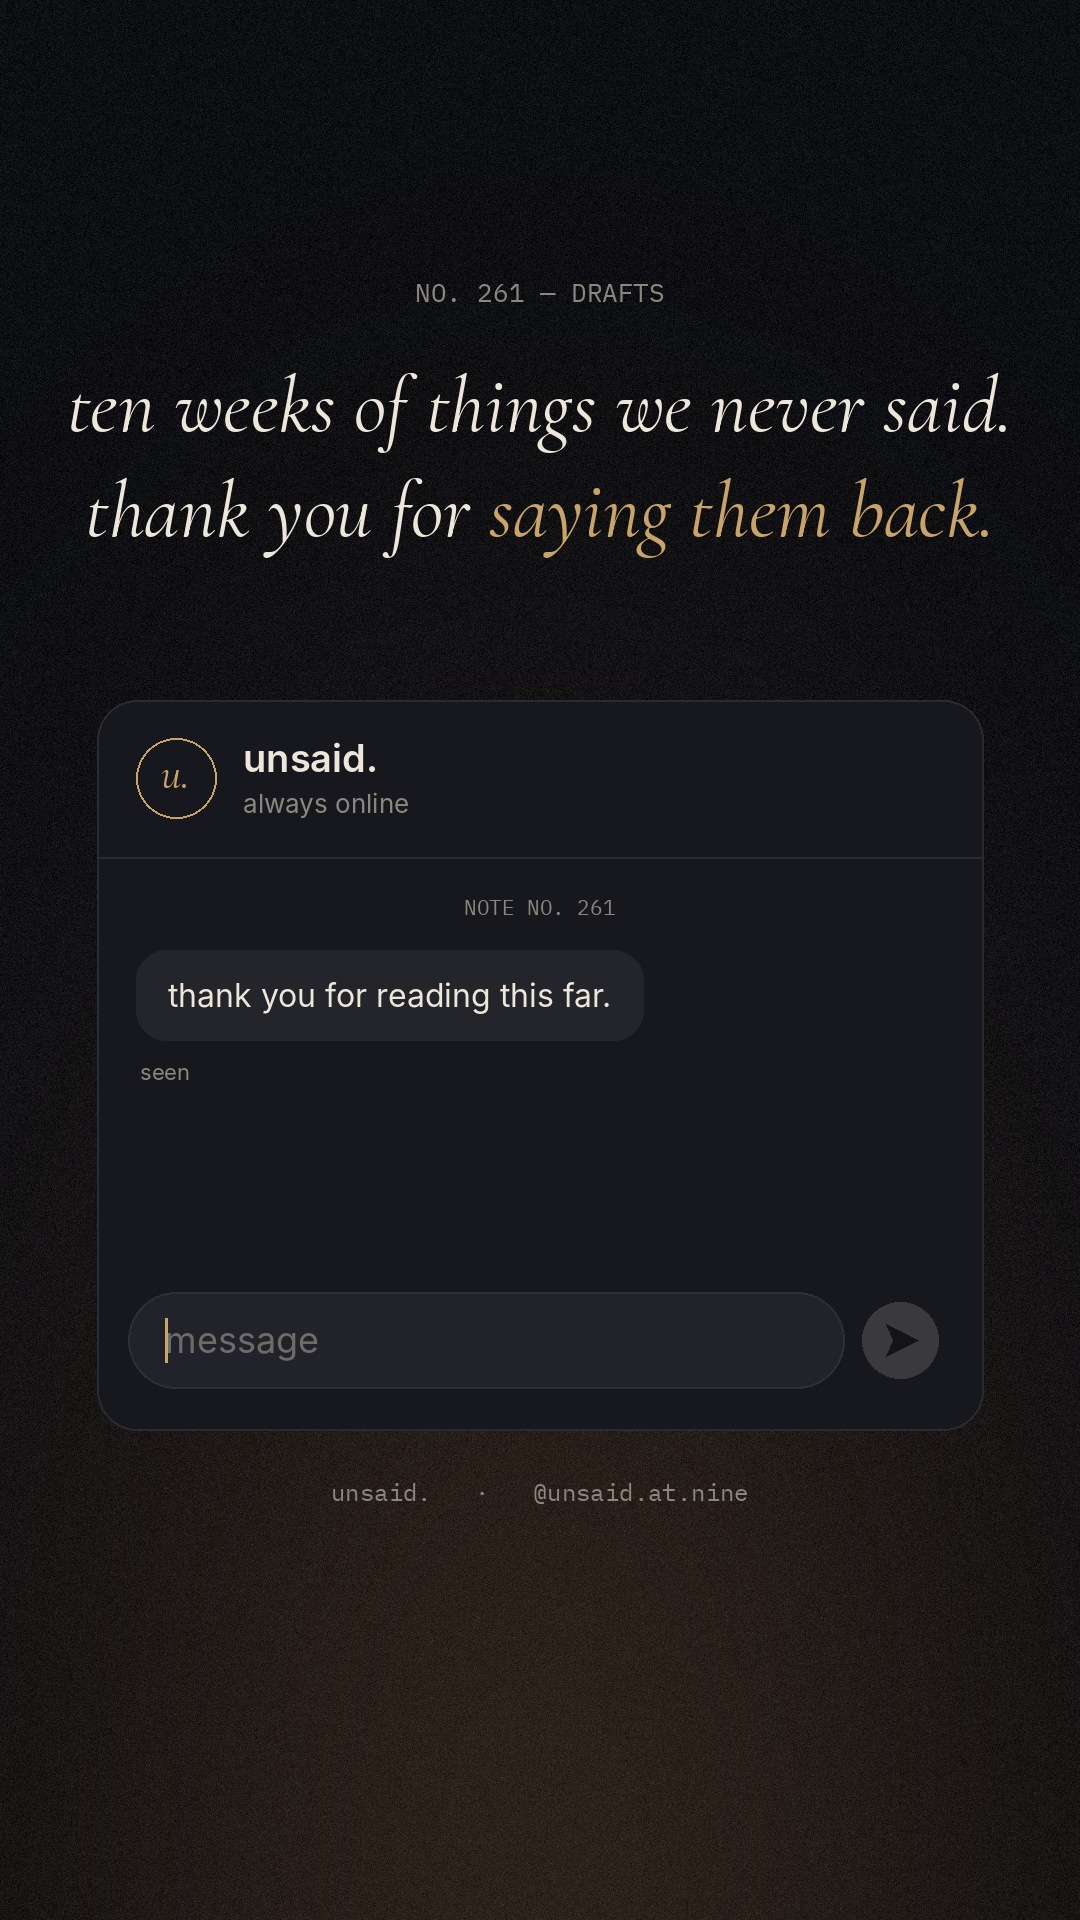 NO. 261 — DRAFTS
ten weeks of things we never said.
thank you for saying them back.
u.
unsaid.
always online
NOTE NO. 261
thank you for reading this far.
seen
message
unsaid. · @unsaid.at.nine